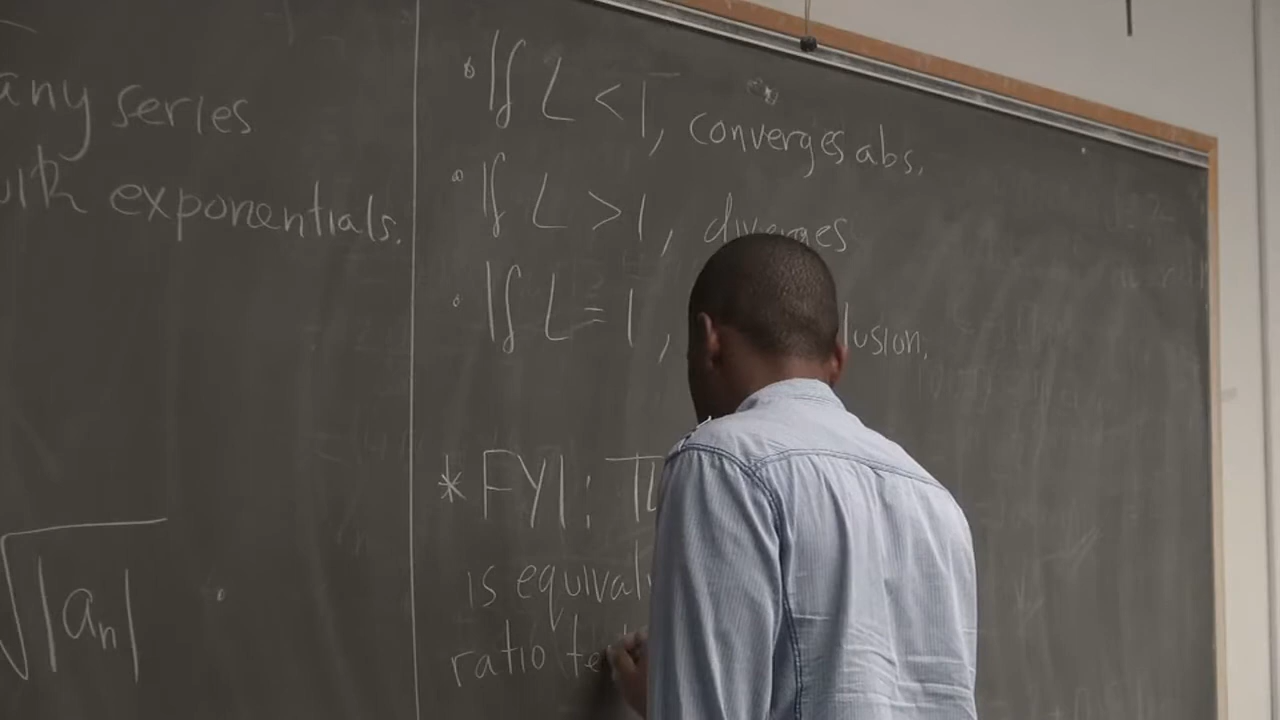 any series
with exponentials.
√|an|
If L < 1, converges abs.
If L > 1, diverges
If L = 1, lusion.
* FYI:
is equival
ratio te